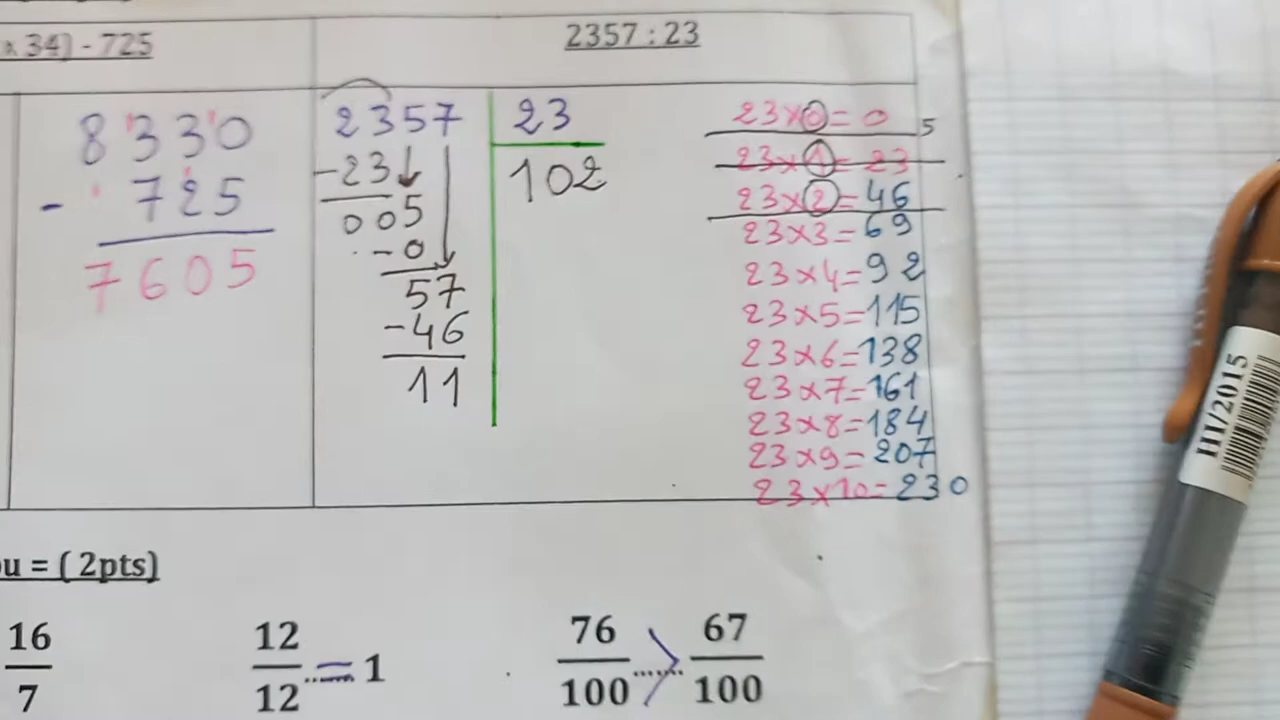 x 34) - 725
2357 : 23
8330
- 725
7605
2357
23
-23
102
005
-0
57
-46
11
23x0=0
5
23x1=23
23x2=46
23x3=69
23x4=92
23x5=115
23x6=138
23x7=161
23x8=184
23x9=207
23x10=230
ou = ( 2pts)
16
7
12
12
=
1
76
100
>
67
100
III/2015